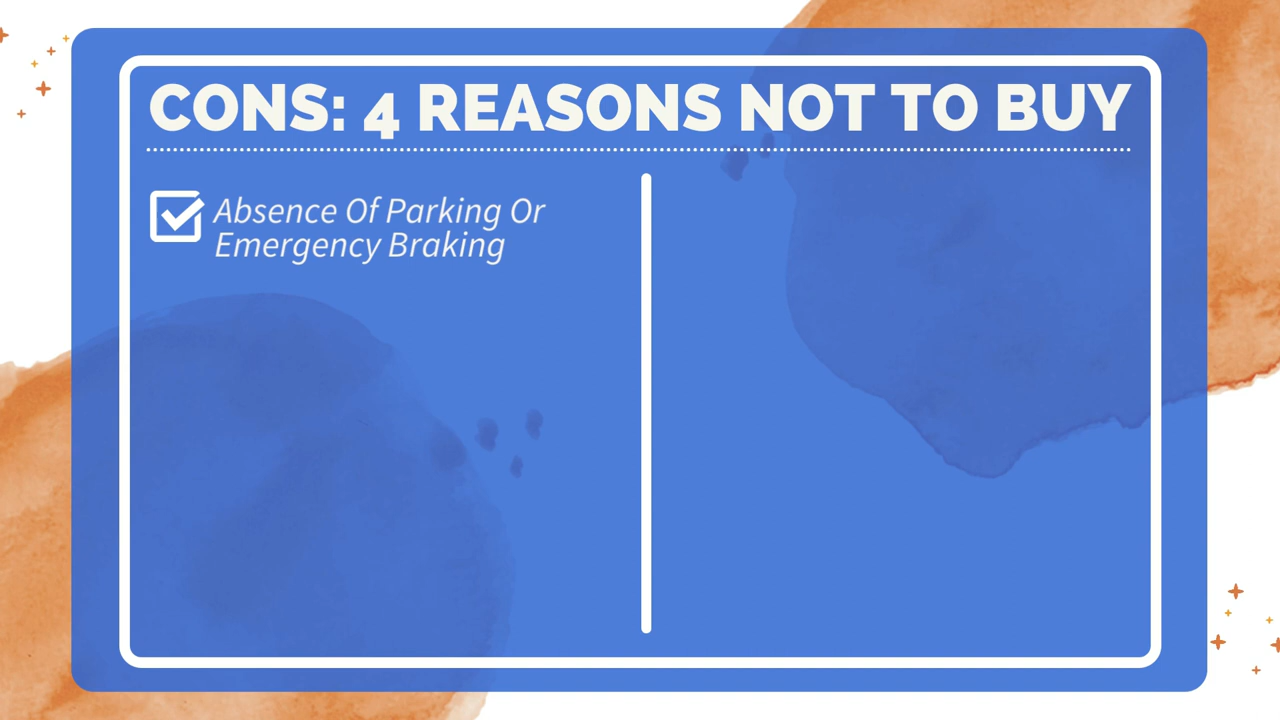 CONS: 4 REASONS NOT TO BUY
Absence Of Parking Or
Emergency Braking